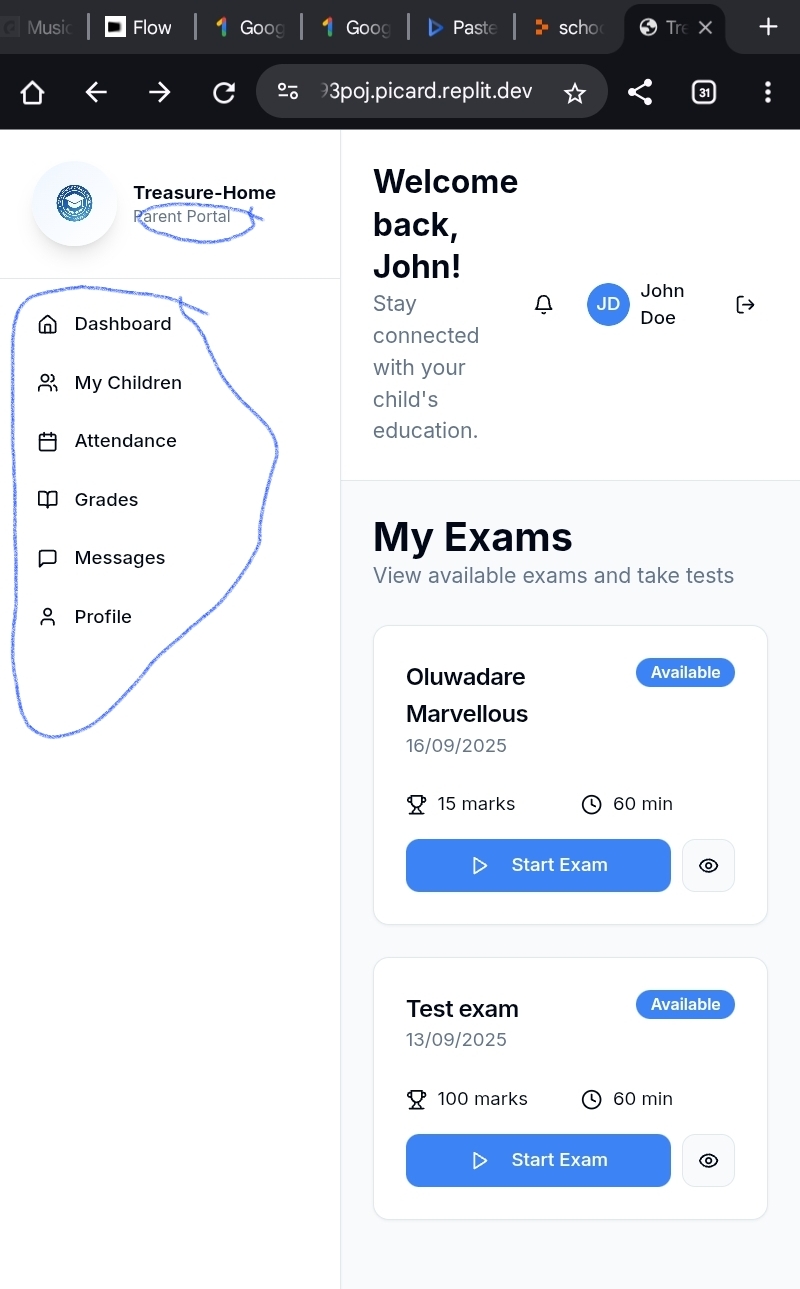 Music
Flow
Goog
Goog
Paste
schoo
Tre
93poj.picard.replit.dev
31
Treasure-Home
Parent Portal
Dashboard
My Children
Attendance
Grades
Messages
Profile
Welcome
back,
John!
Stay
connected
with your
child's
education.
JD
John
Doe
My Exams
View available exams and take tests
Oluwadare
Marvellous
Available
16/09/2025
15 marks
60 min
Start Exam
Test exam
Available
13/09/2025
100 marks
60 min
Start Exam